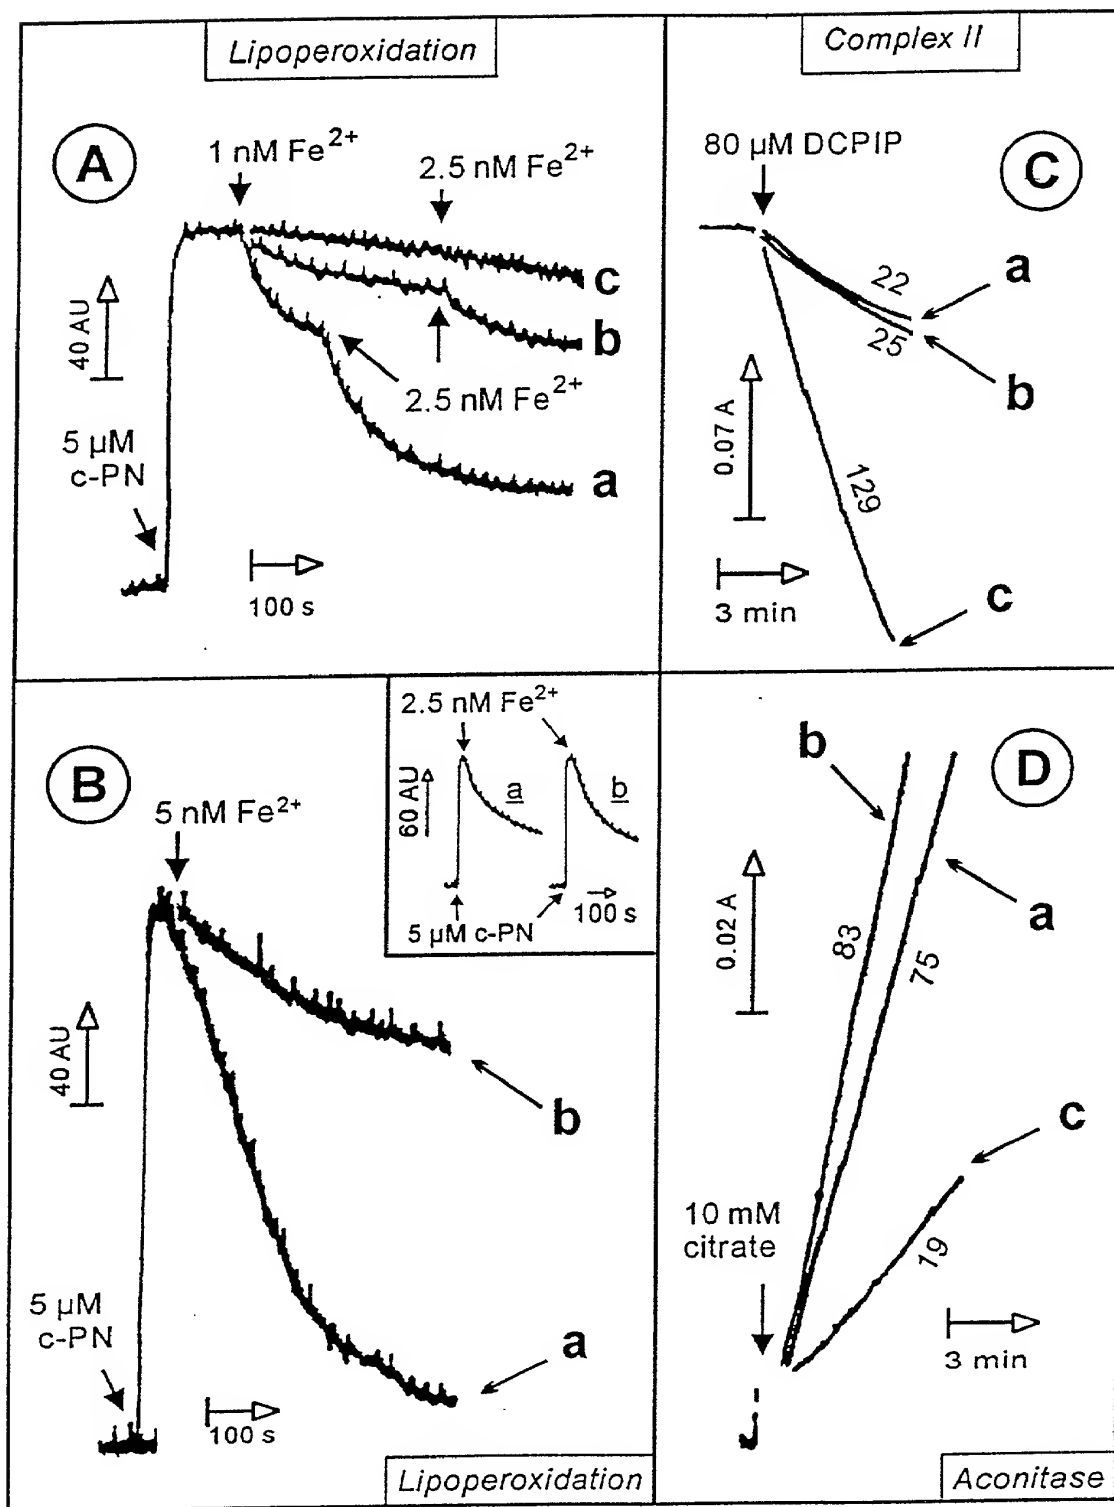 Lipoperoxidation
A
1 nM Fe2+
2.5 nM Fe2+
c
b
2.5 nM Fe2+
a
40 AU
5 µM
c-PN
100 s
Complex II
80 µM DCPIP
C
22
a
25
b
0.07 A
129
3 min
c
B
5 nM Fe2+
40 AU
b
5 µM
c-PN
a
100 s
Lipoperoxidation
2.5 nM Fe2+
60 AU
a
b
100 s
5 µM c-PN
b
D
0.02 A
83
75
a
c
10 mM
citrate
19
3 min
Aconitase